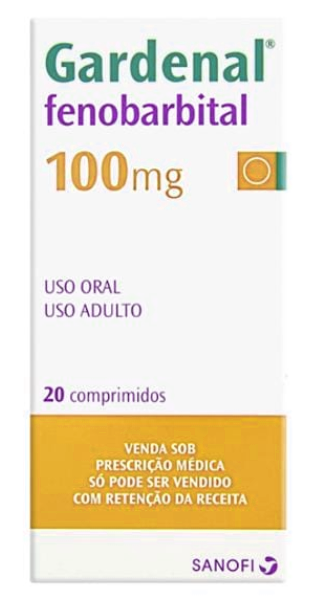 Gardenal®
fenobarbital
100mg
USO ORAL
USO ADULTO
20 comprimidos
VENDA SOB
PRESCRIÇÃO MÉDICA
SÓ PODE SER VENDIDO
COM RETENÇÃO DA RECEITA
SANOFI